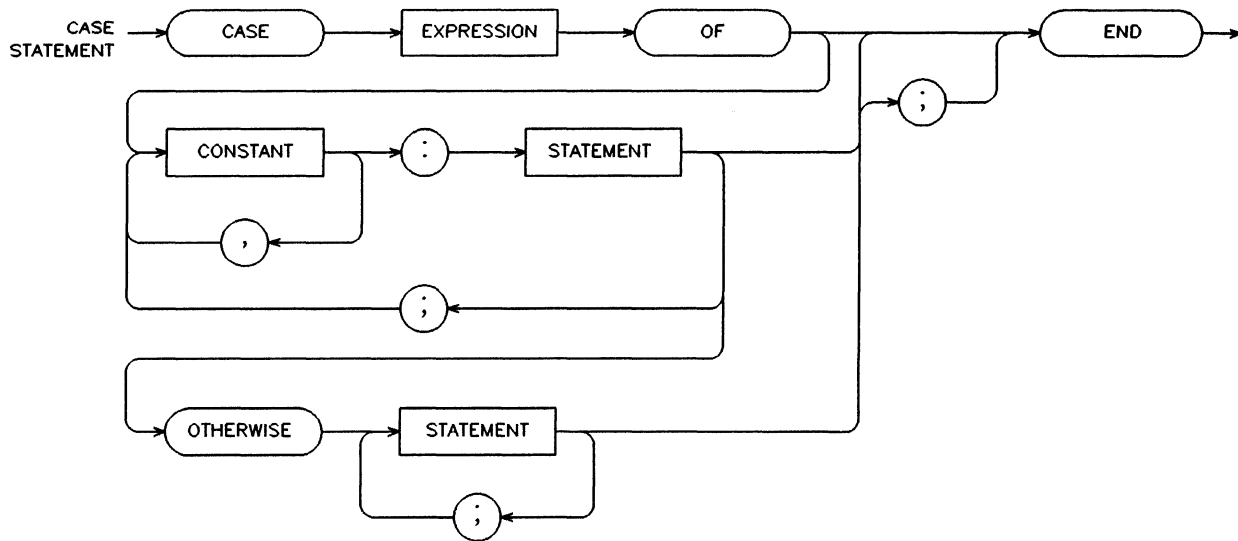 CASE
STATEMENT
CASE
EXPRESSION
OF
END
;
CONSTANT
:
STATEMENT
,
;
OTHERWISE
STATEMENT
;